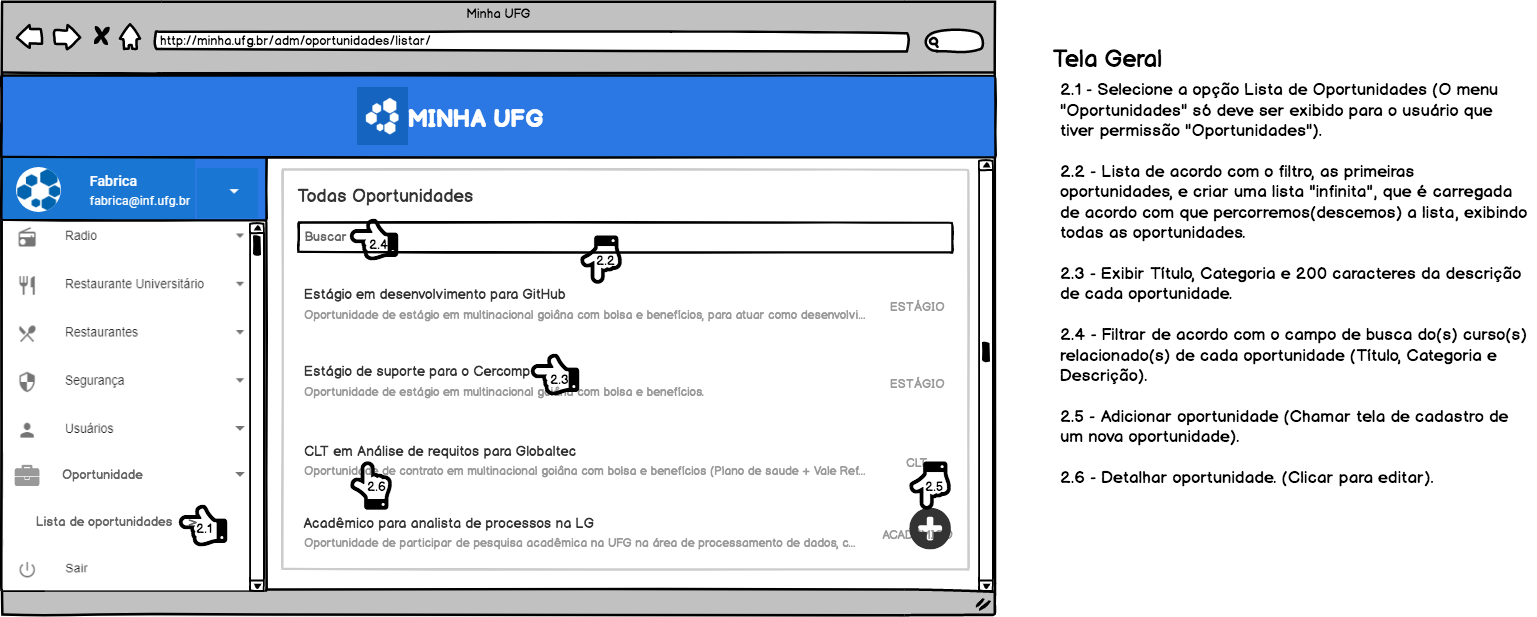 Minha UFG
http://minha.ufg.br/adm/oportunidades/listar/
MINHA UFG
Fabrica
fabrica@inf.ufg.br
Radio
Restaurante Universitário
Restaurantes
Segurança
Usuários
Oportunidade
Lista de oportunidades
2.1
Sair
Todas Oportunidades
Buscar
2.4
2.2
Estágio em desenvolvimento para GitHub
Oportunidade de estágio em multinacional goiâna com bolsa e benefícios, para atuar como desenvolvi...
ESTÁGIO
Estágio de suporte para o Cercomp
2.3
Oportunidade de estágio em multinacional goiâna com bolsa e benefícios.
ESTÁGIO
CLT em Análise de requitos para Globaltec
Oportunidade de contrato em multinacional goiâna com bolsa e benefícios (Plano de saude + Vale Ref...
CLT
2.6
2.5
Acadêmico para analista de processos na LG
Oportunidade de participar de pesquisa acadêmica na UFG na área de processamento de dados, c...
Tela Geral
2.1 - Selecione a opção Lista de Oportunidades (O menu
"Oportunidades" só deve ser exibido para o usuário que
tiver permissão "Oportunidades").
2.2 - Lista de acordo com o filtro, as primeiras
oportunidades, e criar uma lista "infinita", que é carregada
de acordo com que percorremos(descemos) a lista, exibindo
todas as oportunidades.
2.3 - Exibir Título, Categoria e 200 caracteres da descrição
de cada oportunidade.
2.4 - Filtrar de acordo com o campo de busca do(s) curso(s)
relacionado(s) de cada oportunidade (Título, Categoria e
Descrição).
2.5 - Adicionar oportunidade (Chamar tela de cadastro de
um nova oportunidade).
2.6 - Detalhar oportunidade. (Clicar para editar).